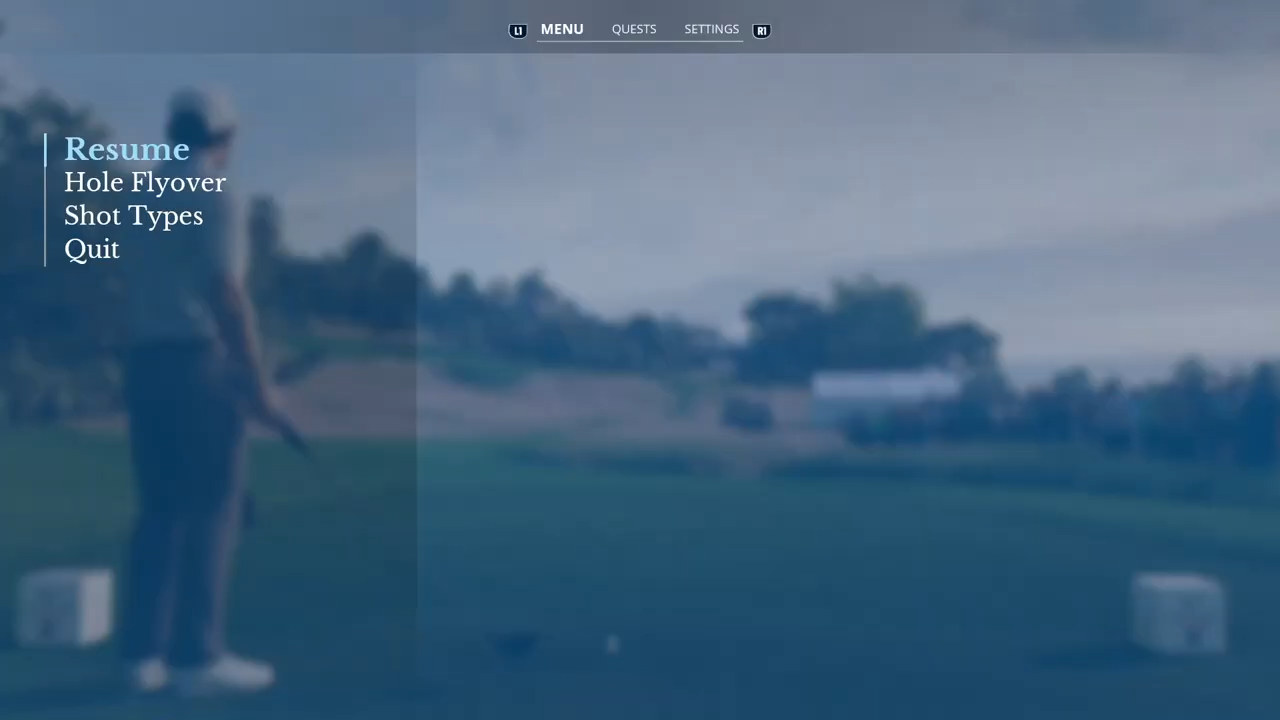 L1 MENU QUESTS SETTINGS R1
Resume
Hole Flyover
Shot Types
Quit